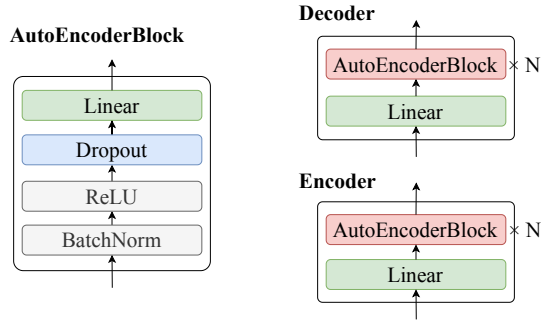 AutoEncoderBlock
Linear
Dropout
ReLU
BatchNorm
Decoder
AutoEncoderBlock × N
Linear
Encoder
AutoEncoderBlock × N
Linear